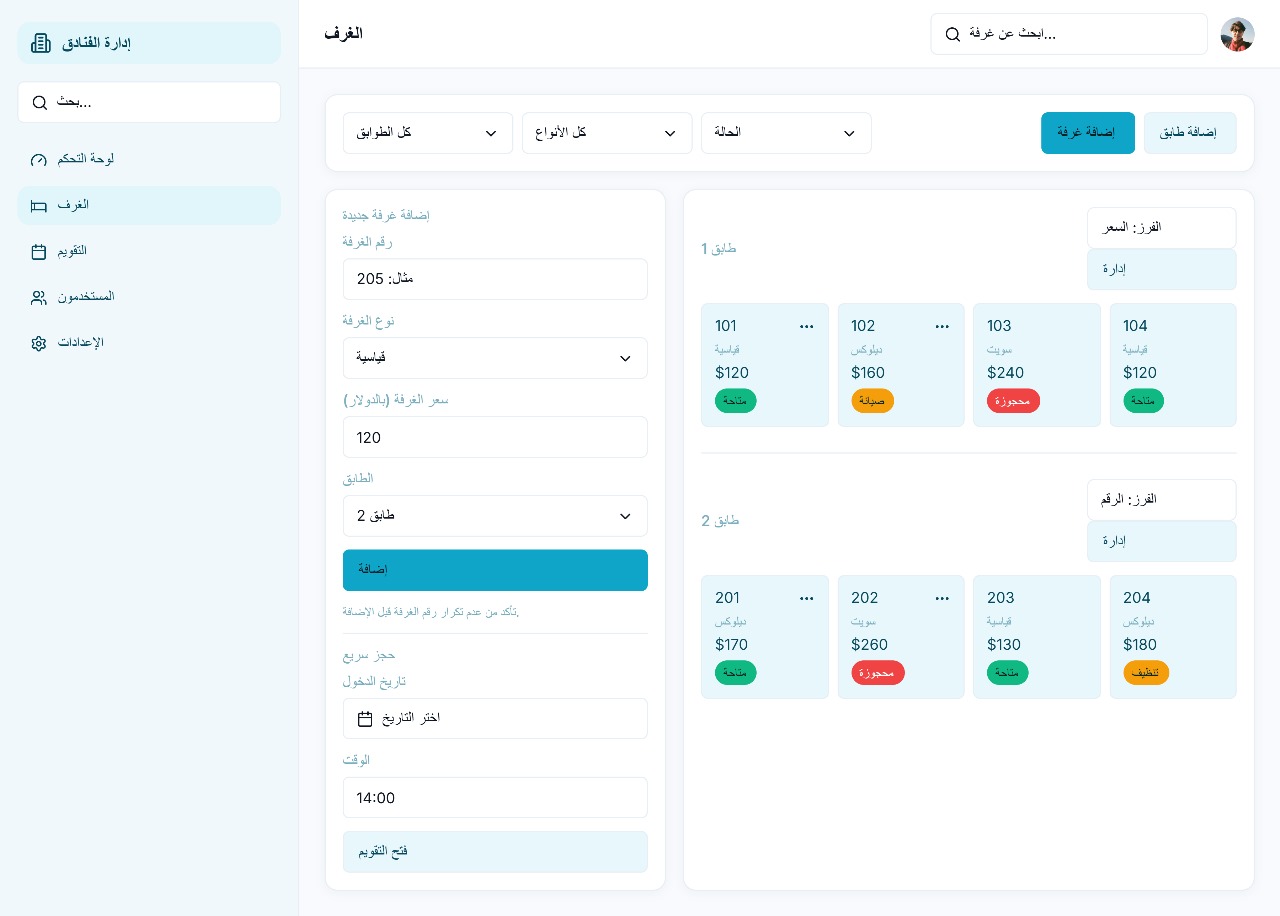 إدارة الفنادق
بحث...
لوحة التحكم
الغرف
التقويم
المستخدمون
الإعدادات
الغرف
ابحث عن غرفة...
كل الطوابق
كل الأنواع
الحالة
إضافة غرفة
إضافة طابق
إضافة غرفة جديدة
رقم الغرفة
مثال: 205
نوع الغرفة
قياسية
سعر الغرفة (بالدولار)
120
الطابق
طابق 2
إضافة
تأكد من عدم تكرار رقم الغرفة قبل الإضافة.
حجز سريع
تاريخ الدخول
اختر التاريخ
الوقت
14:00
فتح التقويم
طابق 1
الفرز: السعر
إدارة
101
قياسية
$120
متاحة
102
ديلوكس
$160
صيانة
103
سويت
$240
محجوزة
104
قياسية
$120
متاحة
طابق 2
الفرز: الرقم
إدارة
201
ديلوكس
$170
متاحة
202
سويت
$260
محجوزة
203
قياسية
$130
متاحة
204
ديلوكس
$180
تنظيف